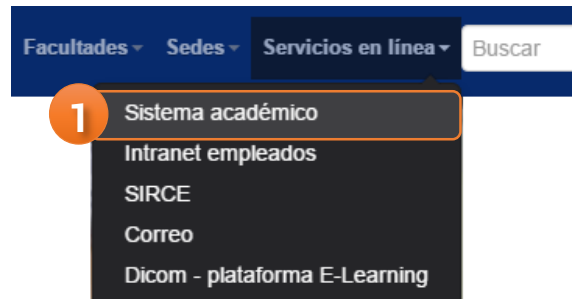 Facultades Sedes Servicios en línea Buscar
1 Sistema académico
Intranet empleados
SIRCE
Correo
Dicom - plataforma E-Learning